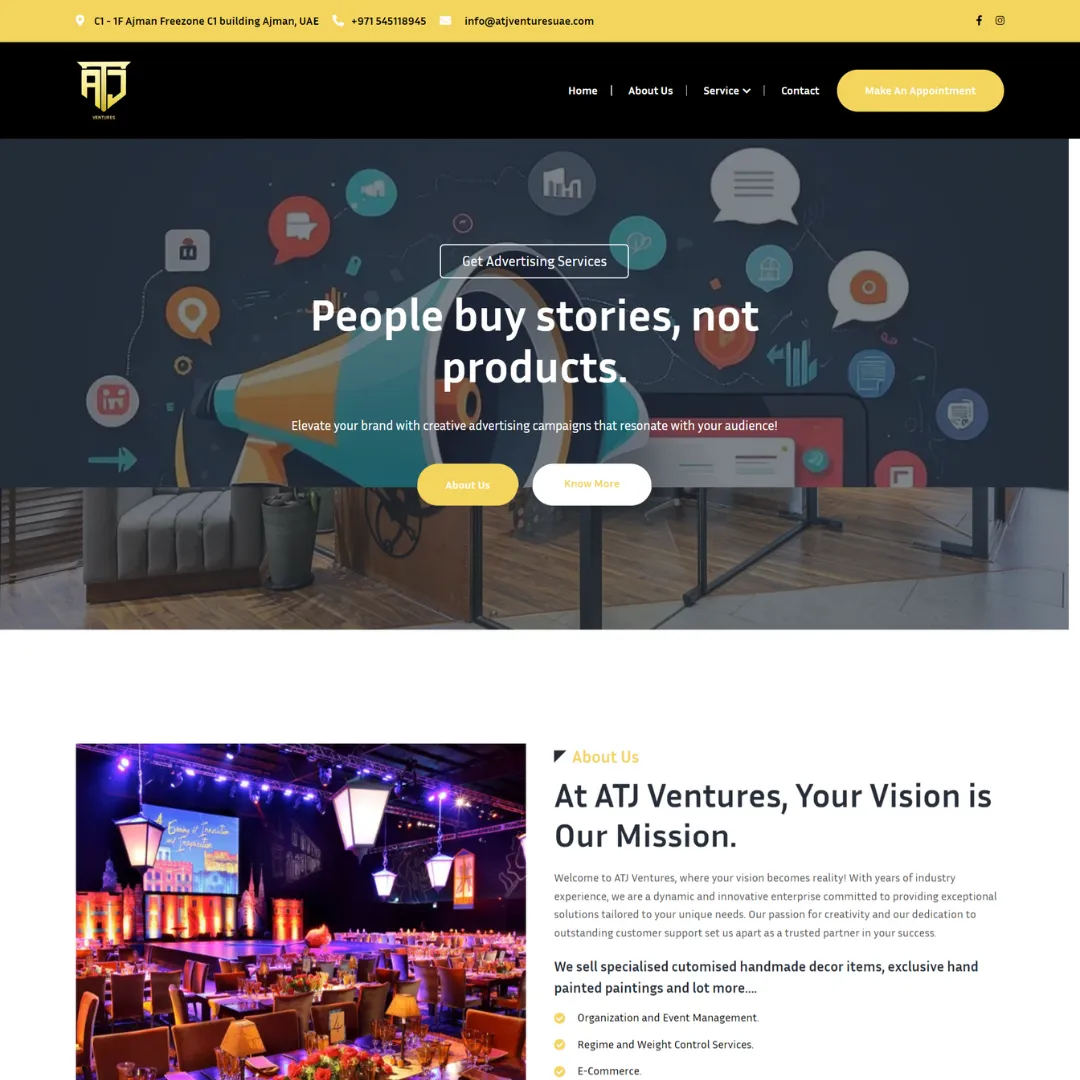 C1 - 1F Ajman Freezone C1 building Ajman, UAE +971 545118945 info@atjventuresuae.com
ATJ
VENTURES
Home | About Us | Service | Contact Make An Appointment
Get Advertising Services
People buy stories, not
products.
Elevate your brand with creative advertising campaigns that resonate with your audience!
About Us Know More
A Evening of Innovation
and Inspiration
About Us
At ATJ Ventures, Your Vision is
Our Mission.
Welcome to ATJ Ventures, where your vision becomes reality! With years of industry
experience, we are a dynamic and innovative enterprise committed to providing exceptional
solutions tailored to your unique needs. Our passion for creativity and our dedication to
outstanding customer support set us apart as a trusted partner in your success.
We sell specialised cutomised handmade decor items, exclusive hand
painted paintings and lot more....
Organization and Event Management.
Regime and Weight Control Services.
E-Commerce.